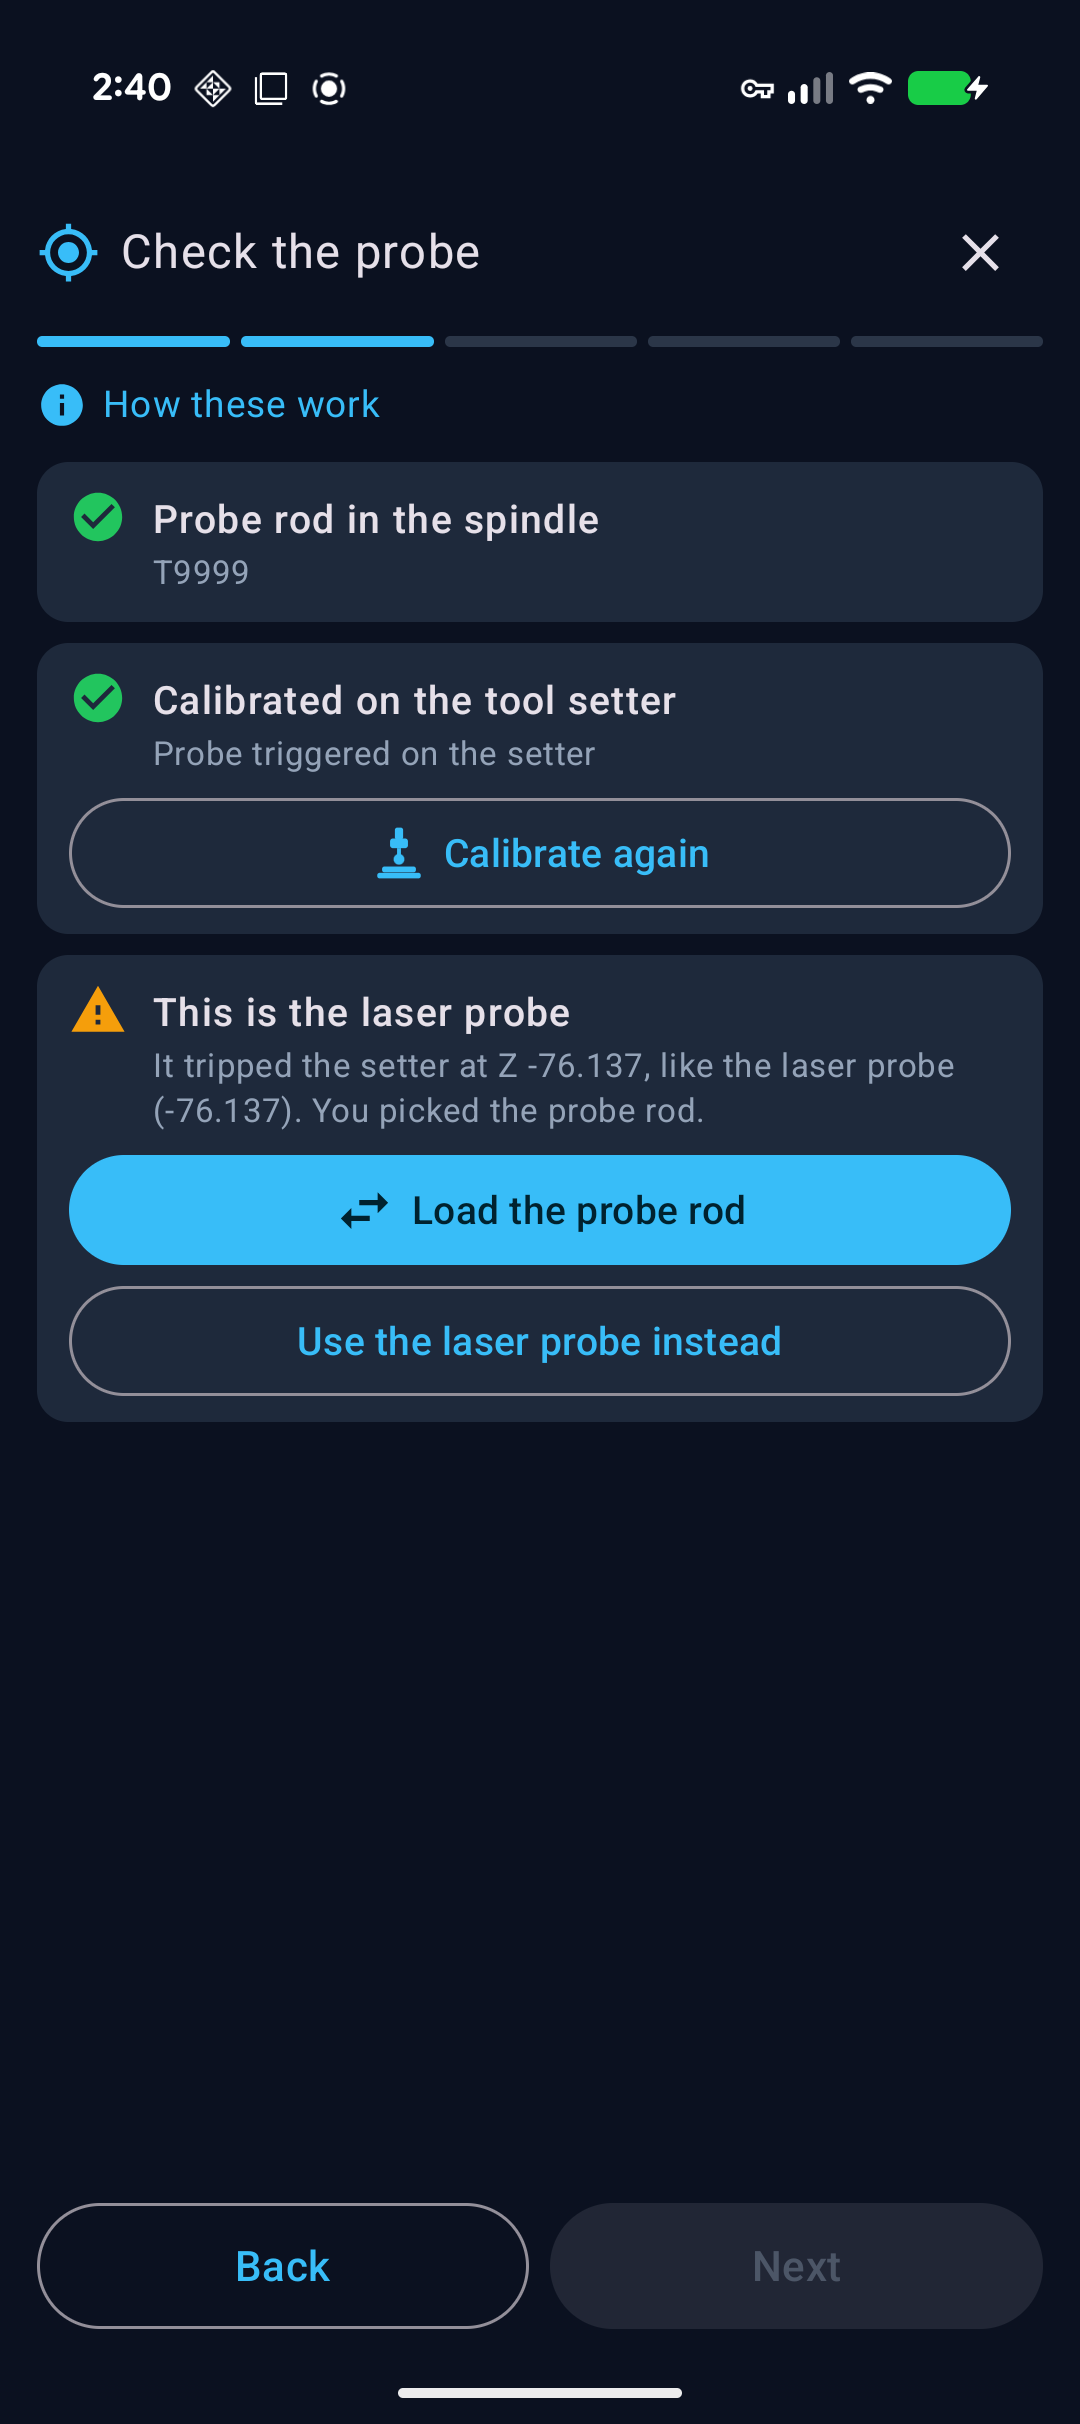 2:40
Check the probe
How these work
Probe rod in the spindle
T9999
Calibrated on the tool setter
Probe triggered on the setter
Calibrate again
This is the laser probe
It tripped the setter at Z -76.137, like the laser probe
(-76.137). You picked the probe rod.
Load the probe rod
Use the laser probe instead
Back
Next